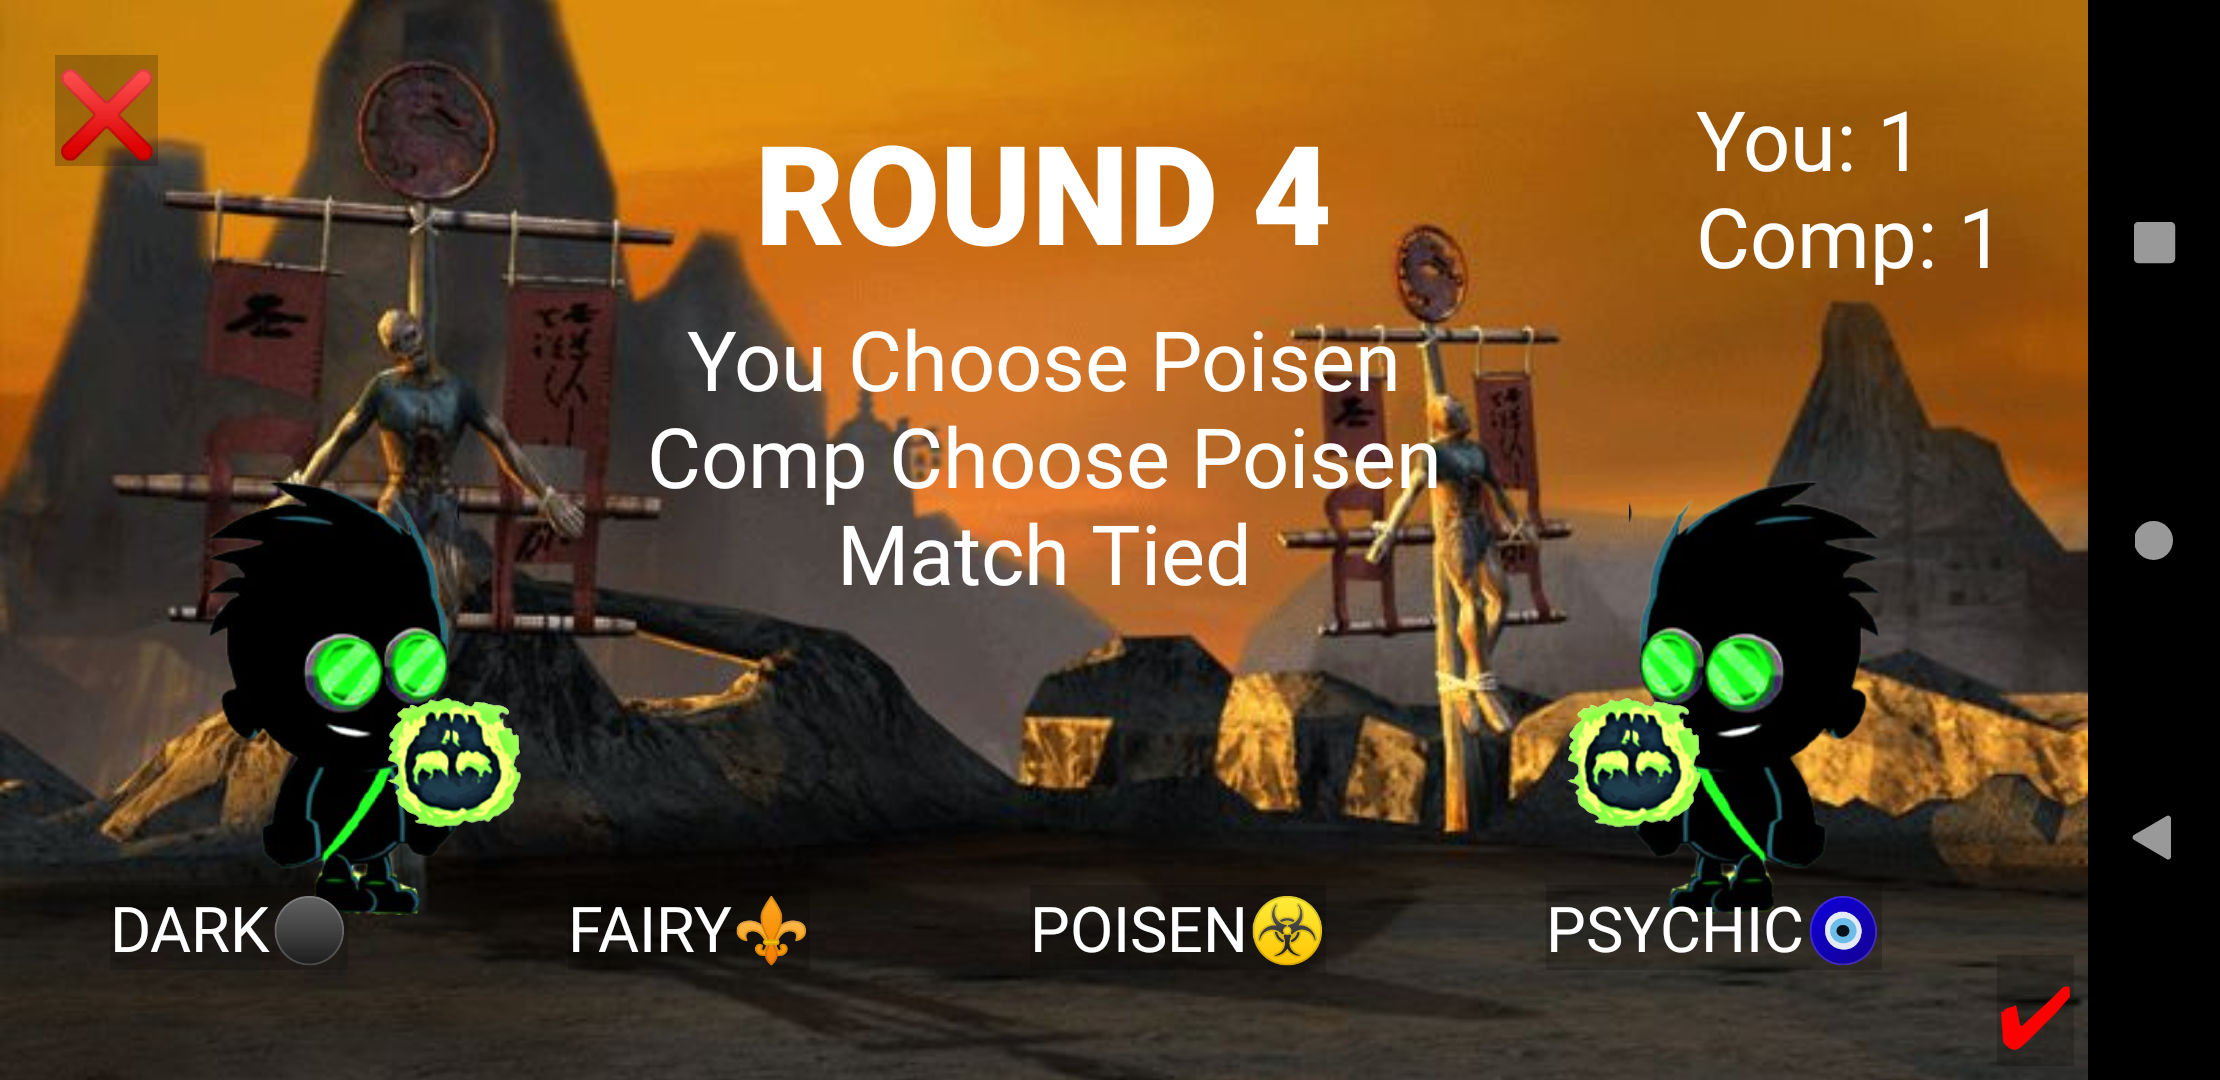 ROUND 4
You: 1
Comp: 1
You Choose Poisen
Comp Choose Poisen
Match Tied
DARK
FAIRY
POISEN
PSYCHIC